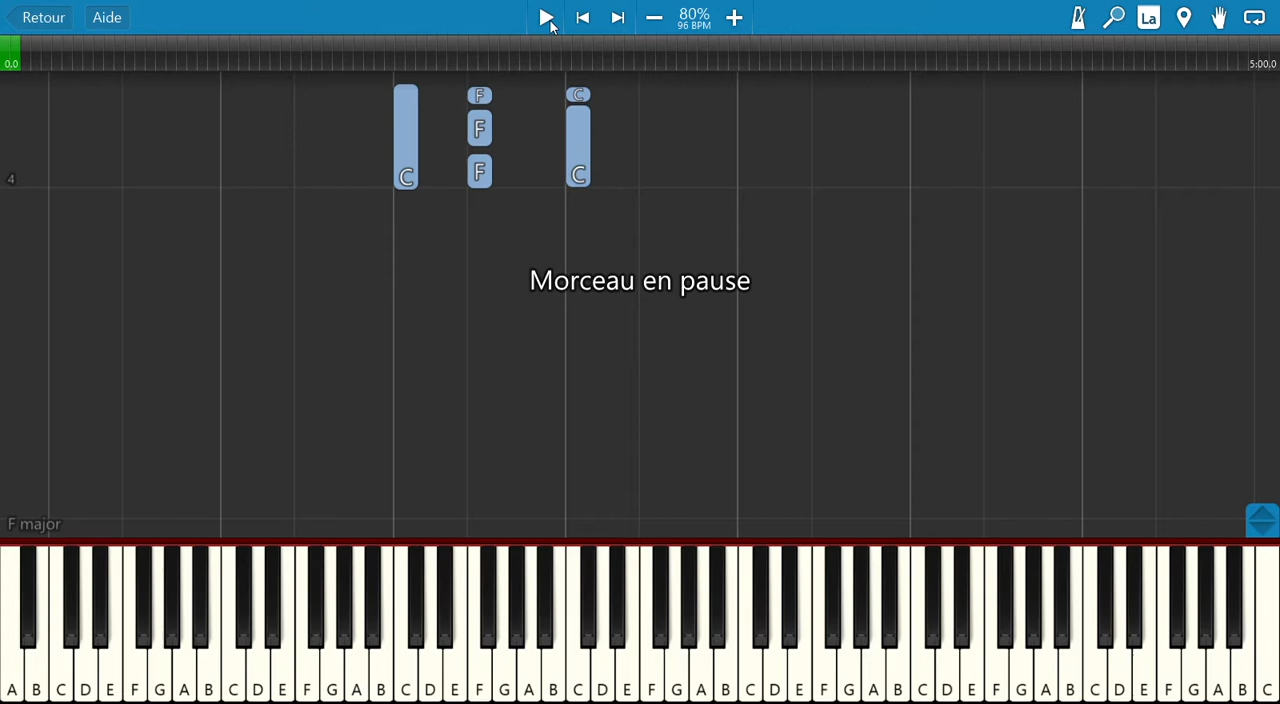 Retour Aide 80% La
96 BPM
0.0 5:00.0
F C
F
C F C
4
Morceau en pause
F major
A B C D E F G A B C D E F G A B C D E F G A B C D E F G A B C D E F G A B C D E F G A B C D E F G A B C